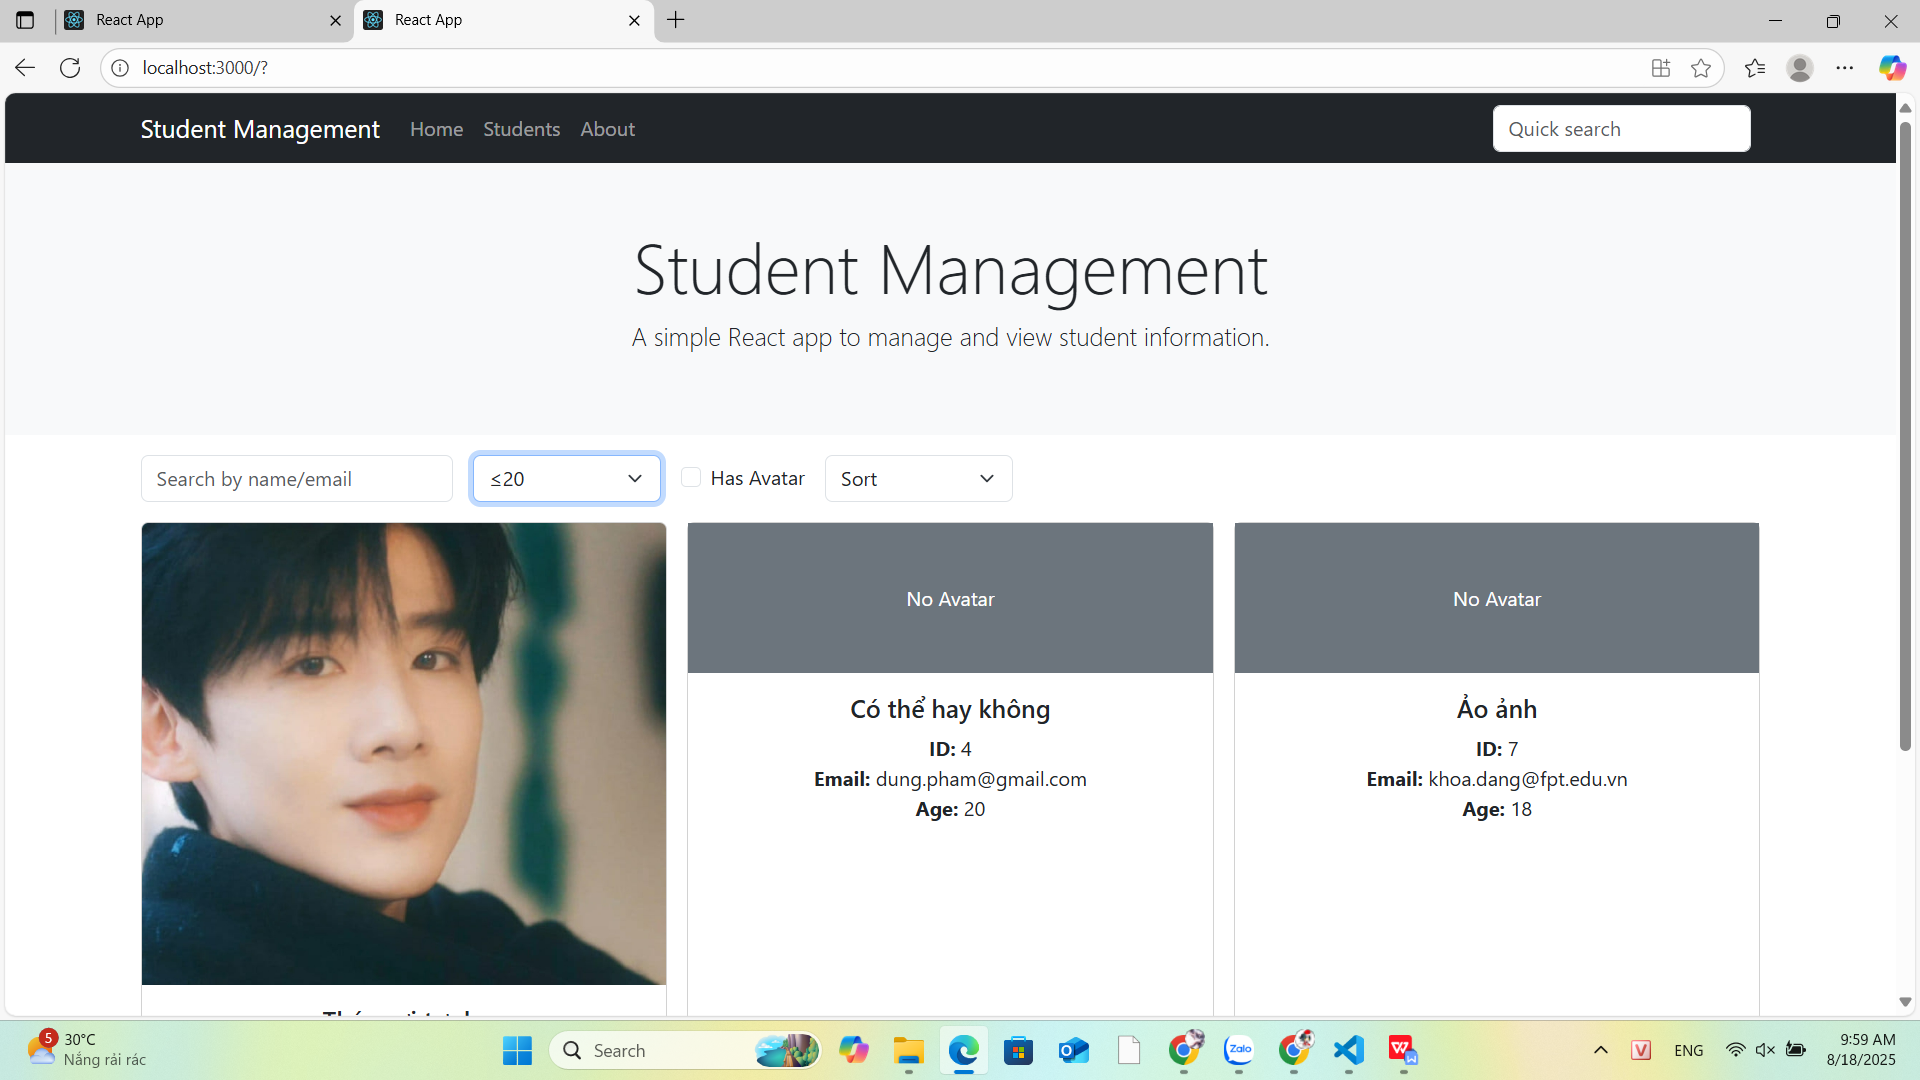 React App
React App
localhost:3000/?
Student Management
Home
Students
About
Quick search
Student Management
A simple React app to manage and view student information.
Search by name/email
≤20
Has Avatar
Sort
No Avatar
No Avatar
Có thể hay không
ID: 4
Email: dung.pham@gmail.com
Age: 20
Ảo ảnh
ID: 7
Email: khoa.dang@fpt.edu.vn
Age: 18
5
30°C
Nắng rải rác
Search
Zalo
ENG
9:59 AM
8/18/2025